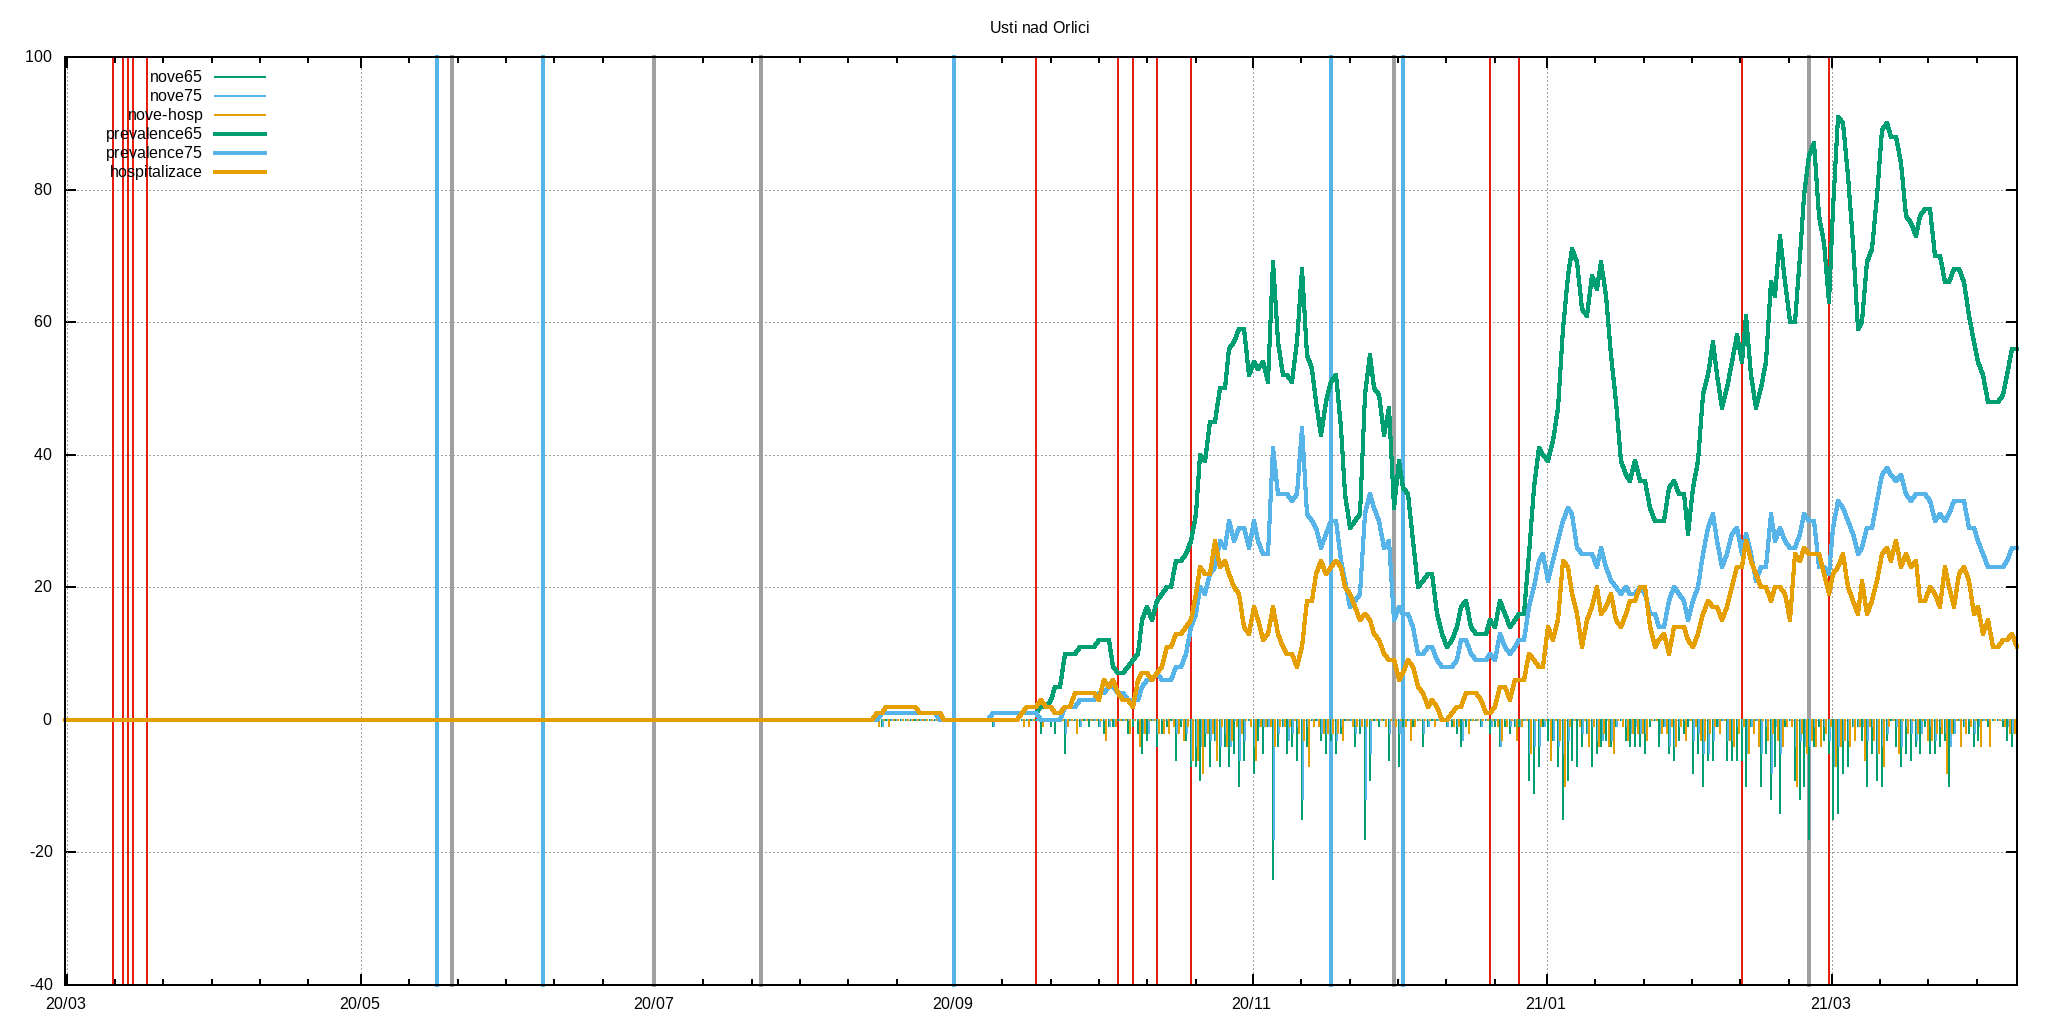 Usti nad Orlici
100
80
60
40
20
0
-20
-40
nove65
nove75
nove-hosp
prevalence65
prevalence75
hospitalizace
20/03
20/05
20/07
20/09
20/11
21/01
21/03